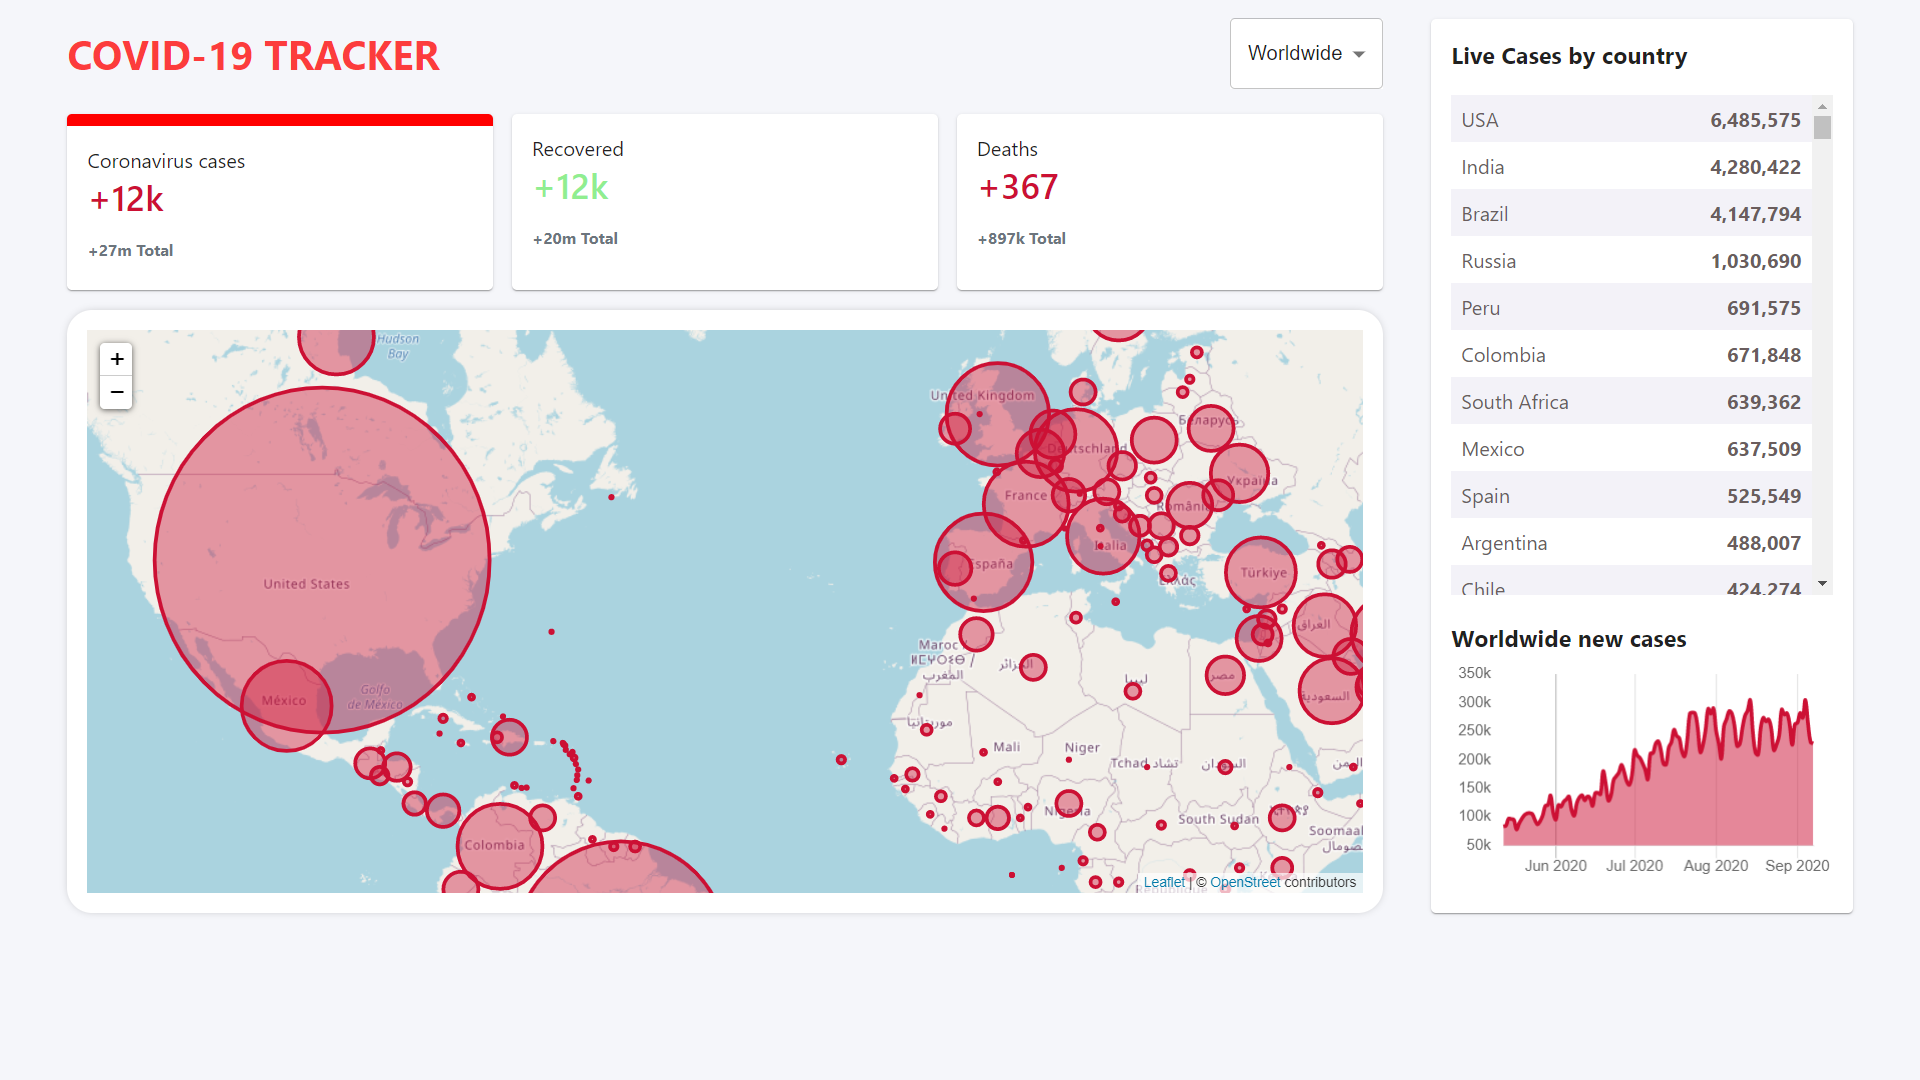 COVID-19 TRACKER
Worldwide
Coronavirus cases
+12k
+27m Total
Recovered
+12k
+20m Total
Deaths
+367
+897k Total
+
−
Hudson
Bay
United States
México
Golfo
de México
Colombia
United Kingdom
Deutschland
Беларусь
Україна
France
România
Italia
España
Ελλάς
Türkiye
العراق
السعودية
Maroc
ⵍⵎⵖⵔⵉⴱ /
المغرب
الجزائر
ليبيا
مصر
موريتانيا
Mali
Niger
Tchad تشاد
السودان
Nigeria
South Sudan
Leaflet | © OpenStreet contributors
Live Cases by country
USA 6,485,575
India 4,280,422
Brazil 4,147,794
Russia 1,030,690
Peru 691,575
Colombia 671,848
South Africa 639,362
Mexico 637,509
Spain 525,549
Argentina 488,007
Chile 424,274
Worldwide new cases
350k
300k
250k
200k
150k
100k
50k
Jun 2020 Jul 2020 Aug 2020 Sep 2020